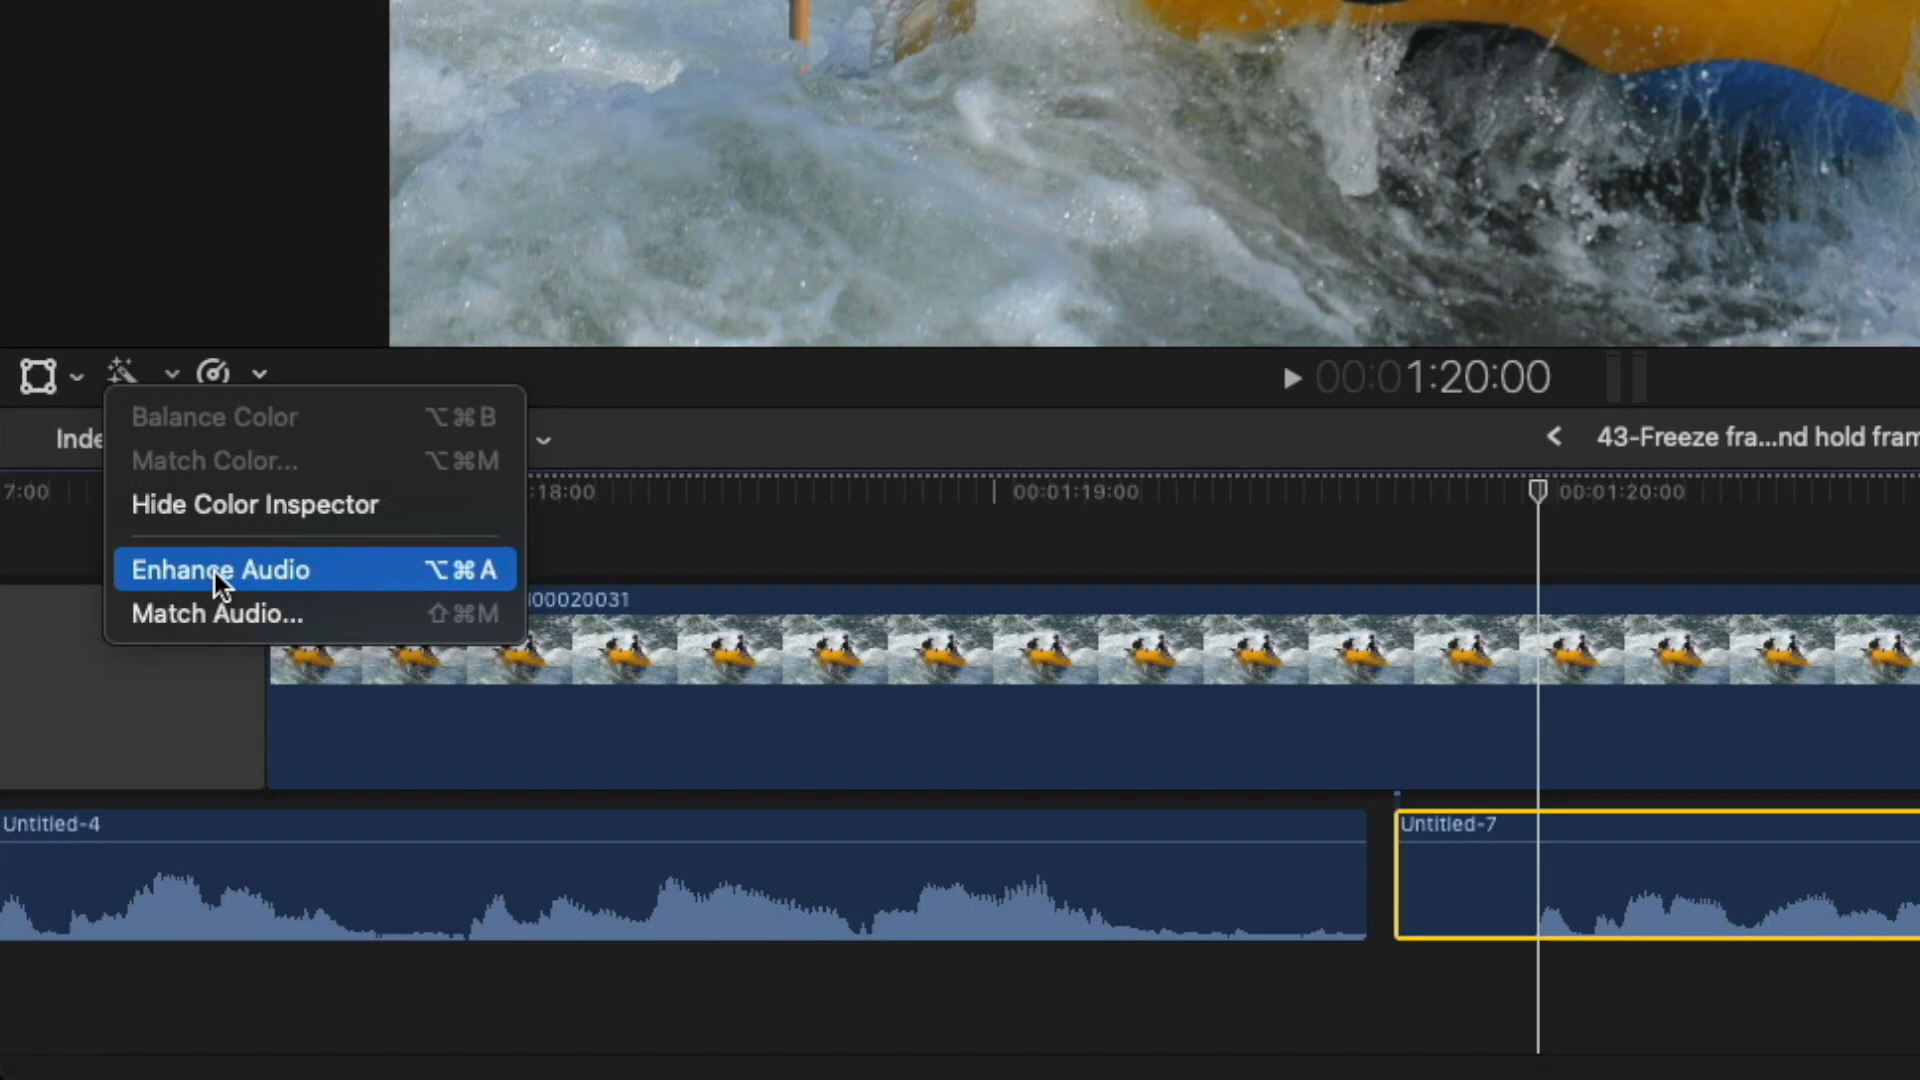 00:01:20:00
Inde
43-Freeze fra...nd hold fram
Balance Color ⌥⌘B
Match Color... ⌥⌘M
Hide Color Inspector
Enhance Audio ⌥⌘A
Match Audio... ⇧⌘M
7:00
:18:00
00:01:19:00
00:01:20:00
00020031
Untitled-4
Untitled-7